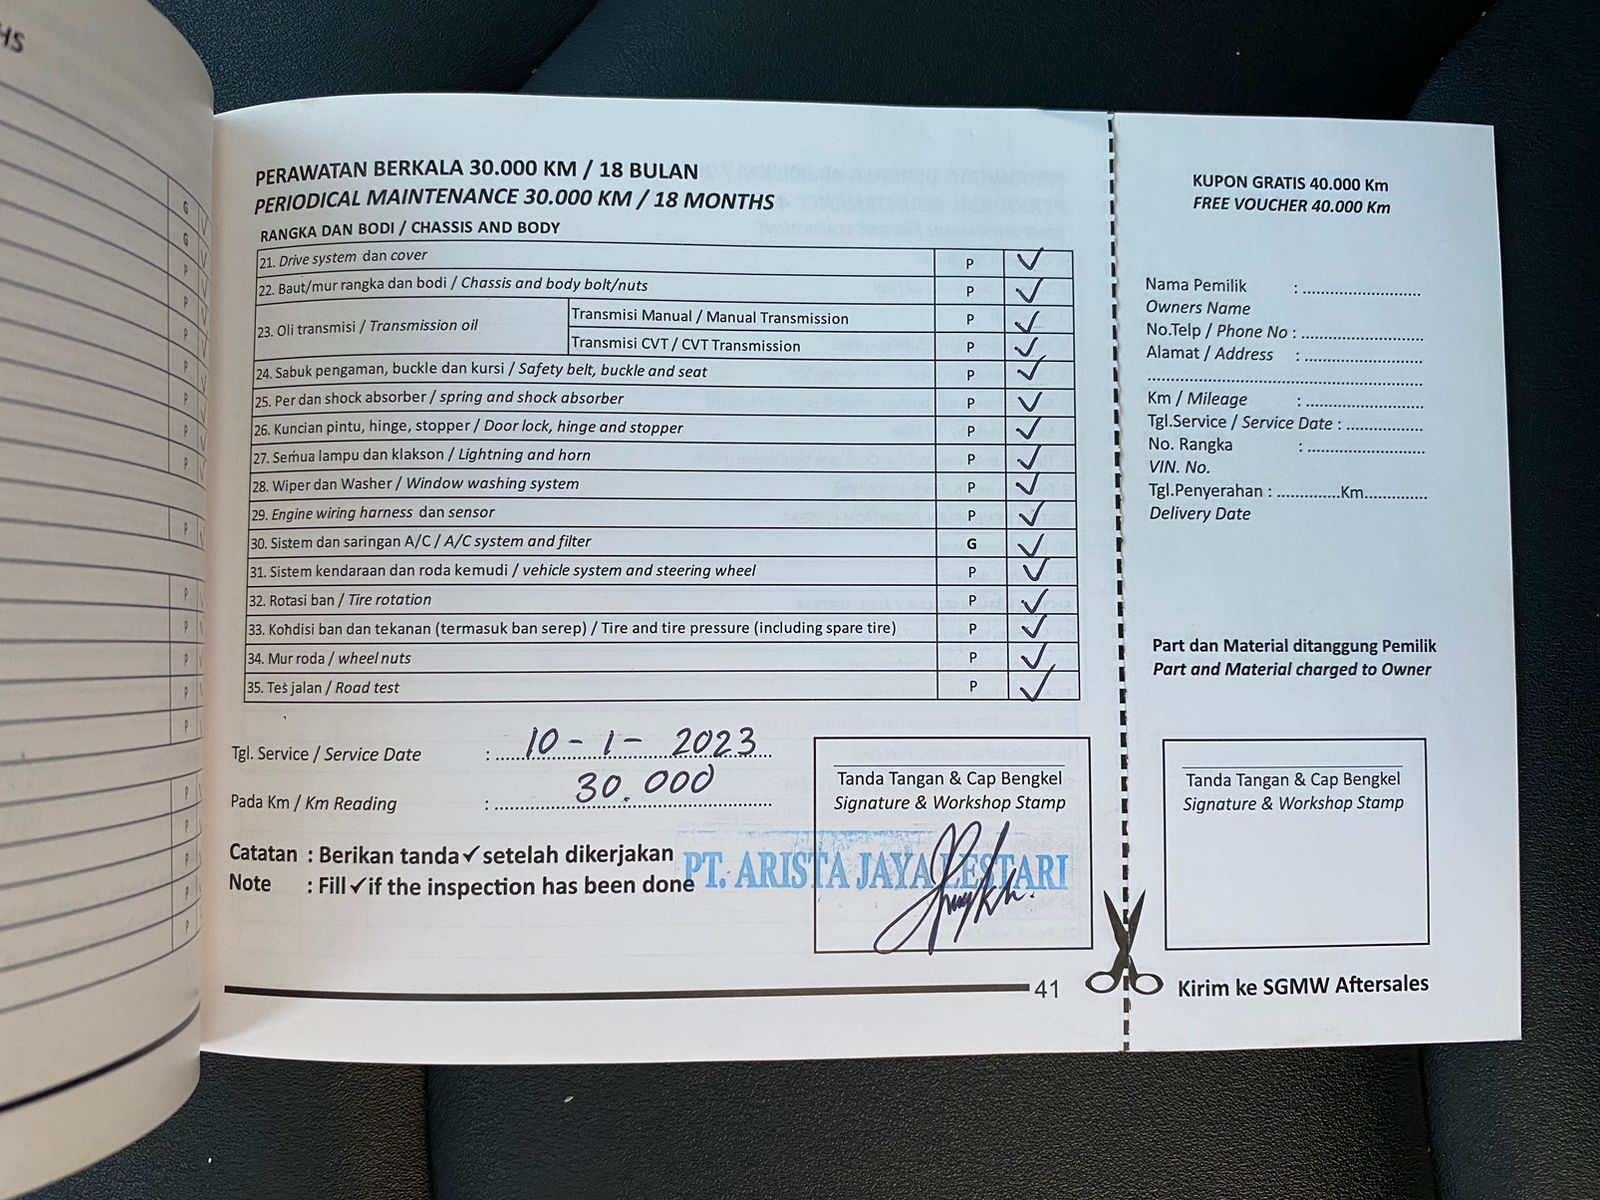 HS
G ✓
G ✓
P ✓
P ✓
P ✓
P ✓
P ✓
P ✓
P ✓
P
P
P
P
P
P
P
P
P
P
P
P
PERAWATAN BERKALA 30.000 KM / 18 BULAN
PERIODICAL MAINTENANCE 30.000 KM / 18 MONTHS
RANGKA DAN BODI / CHASSIS AND BODY
21. Drive system dan cover P ✓
22. Baut/mur rangka dan bodi / Chassis and body bolt/nuts P ✓
23. Oli transmisi / Transmission oil Transmisi Manual / Manual Transmission P ✓
Transmisi CVT / CVT Transmission P ✓
24. Sabuk pengaman, buckle dan kursi / Safety belt, buckle and seat P ✓
25. Per dan shock absorber / spring and shock absorber P ✓
26. Kuncian pintu, hinge, stopper / Door lock, hinge and stopper P ✓
27. Semua lampu dan klakson / Lightning and horn P ✓
28. Wiper dan Washer / Window washing system P ✓
29. Engine wiring harness dan sensor P ✓
30. Sistem dan saringan A/C / A/C system and filter G ✓
31. Sistem kendaraan dan roda kemudi / vehicle system and steering wheel P ✓
32. Rotasi ban / Tire rotation P ✓
33. Kondisi ban dan tekanan (termasuk ban serep) / Tire and tire pressure (including spare tire) P ✓
34. Mur roda / wheel nuts P ✓
35. Tes jalan / Road test P ✓
Tgl. Service / Service Date : 10 - 1 - 2023
Pada Km / Km Reading : 30.000
Catatan : Berikan tanda ✓ setelah dikerjakan
Note : Fill ✓ if the inspection has been done
Tanda Tangan & Cap Bengkel
Signature & Workshop Stamp
PT. ARISTA JAYA LESTARI
41
KUPON GRATIS 40.000 Km
FREE VOUCHER 40.000 Km
Nama Pemilik : ........................
Owners Name
No.Telp / Phone No : ........................
Alamat / Address : ........................
................................................
Km / Mileage : ........................
Tgl.Service / Service Date : ...............
No. Rangka : ........................
VIN. No.
Tgl.Penyerahan : .............Km.............
Delivery Date
Part dan Material ditanggung Pemilik
Part and Material charged to Owner
Tanda Tangan & Cap Bengkel
Signature & Workshop Stamp
Kirim ke SGMW Aftersales